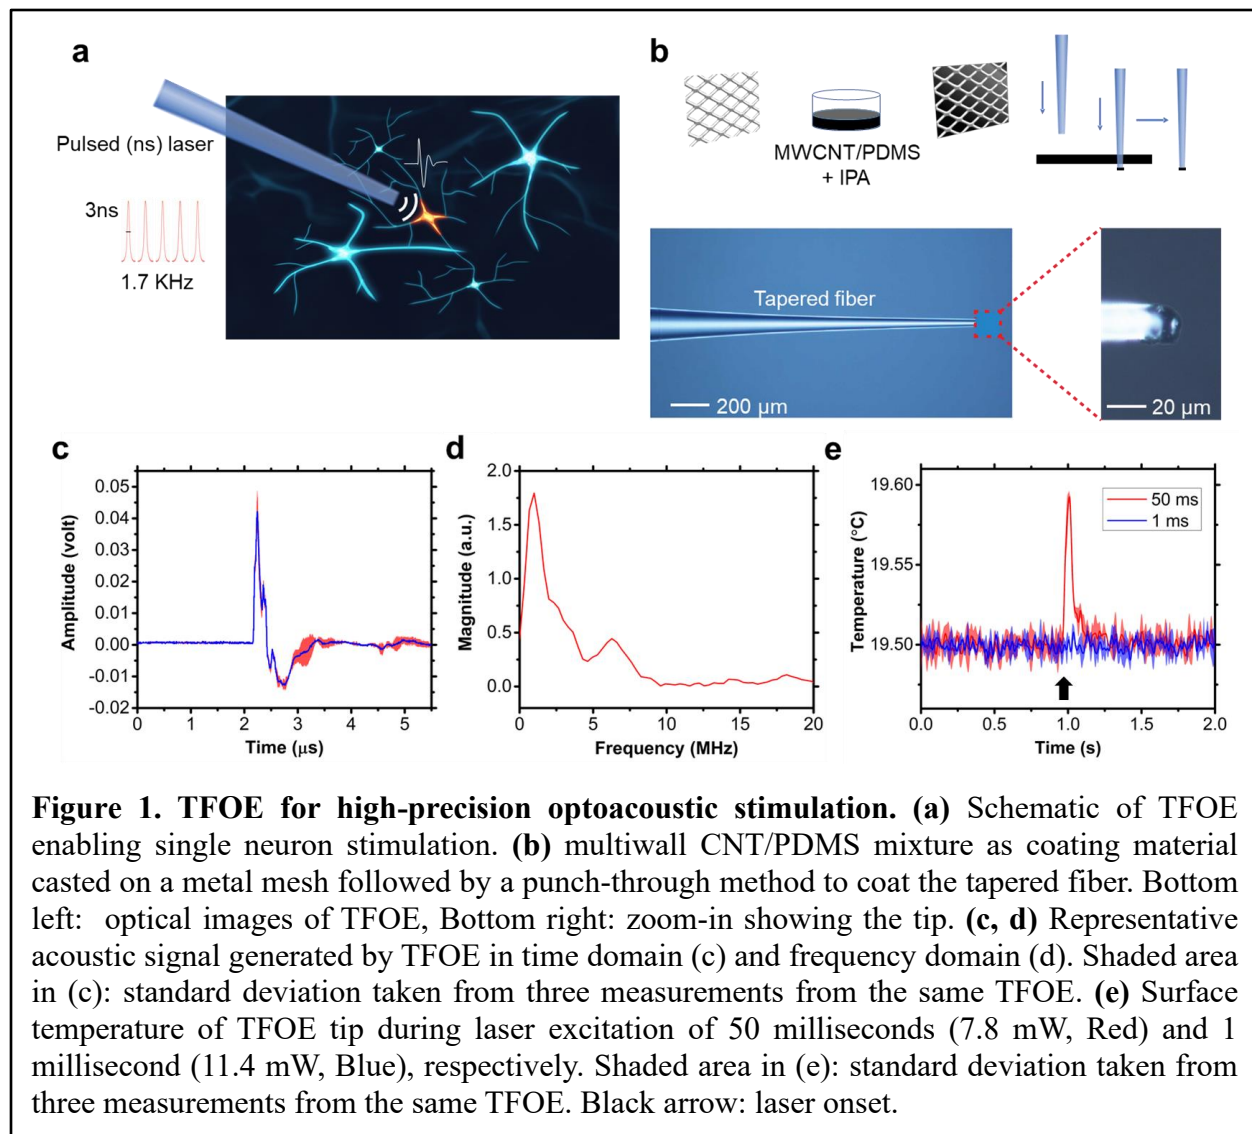 a
Pulsed (ns) laser
3ns
1.7 KHz
b
MWCNT/PDMS
+ IPA
Tapered fiber
200 µm
20 µm
c
Amplitude (volt)
0.05
0.04
0.03
0.02
0.01
0.00
-0.01
-0.02
0 1 2 3 4 5
Time (µs)
d
Magnitude (a.u.)
2.0
1.5
1.0
0.5
0.0
0 5 10 15 20
Frequency (MHz)
e
Temperature (°C)
19.60
19.55
19.50
50 ms
1 ms
0.0 0.5 1.0 1.5 2.0
Time (s)
Figure 1. TFOE for high-precision optoacoustic stimulation. (a) Schematic of TFOE
enabling single neuron stimulation. (b) multiwall CNT/PDMS mixture as coating material
casted on a metal mesh followed by a punch-through method to coat the tapered fiber. Bottom
left: optical images of TFOE, Bottom right: zoom-in showing the tip. (c, d) Representative
acoustic signal generated by TFOE in time domain (c) and frequency domain (d). Shaded area
in (c): standard deviation taken from three measurements from the same TFOE. (e) Surface
temperature of TFOE tip during laser excitation of 50 milliseconds (7.8 mW, Red) and 1
millisecond (11.4 mW, Blue), respectively. Shaded area in (e): standard deviation taken from
three measurements from the same TFOE. Black arrow: laser onset.